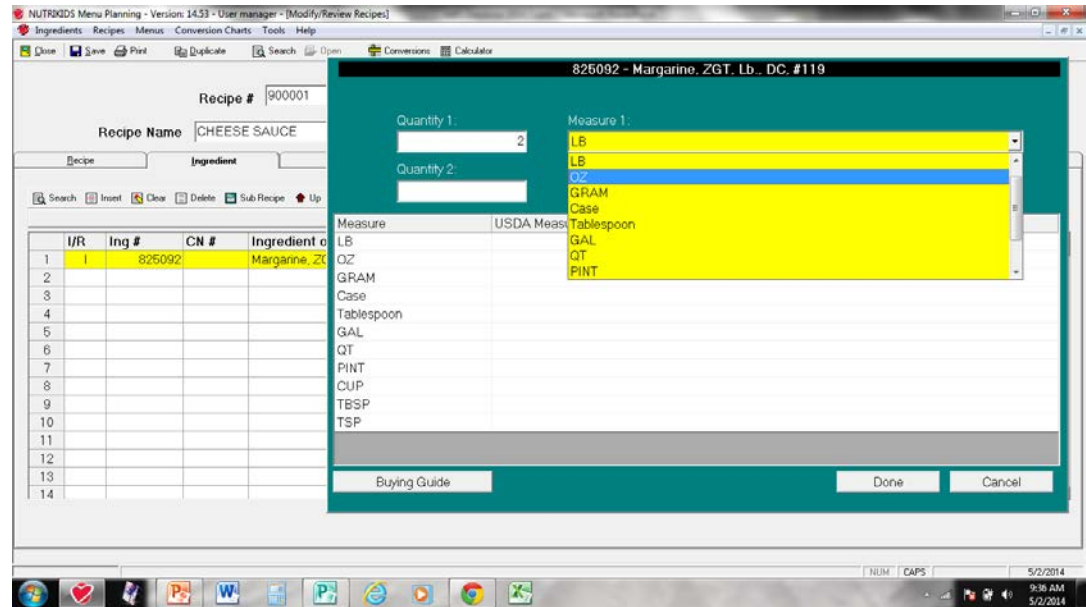 NUTRIKIDS Menu Planning - Version: 14.53 - User manager - [Modify/Review Recipes]
Ingredients Recipes Menus Conversion Charts Tools Help
Close Save Print Duplicate Search Open Conversions Calculator
825092 - Margarine, ZGT, Lb., DC, #119
Recipe # 900001
Recipe Name CHEESE SAUCE
Quantity 1: Measure 1:
2 LB
Quantity 2:
LB
OZ
GRAM
Case
Tablespoon
GAL
QT
PINT
Recipe Ingredient
Search Insert Clear Delete Sub Recipe Up
I/R Ing # CN # Ingredient o
1 I 825092 Margarine, ZG
2
3
4
5
6
7
8
9
10
11
12
13
14
Measure USDA Measu
LB
OZ
GRAM
Case
Tablespoon
GAL
QT
PINT
CUP
TBSP
TSP
Buying Guide Done Cancel
NUM CAPS 5/2/2014
9:36 AM
5/2/2014